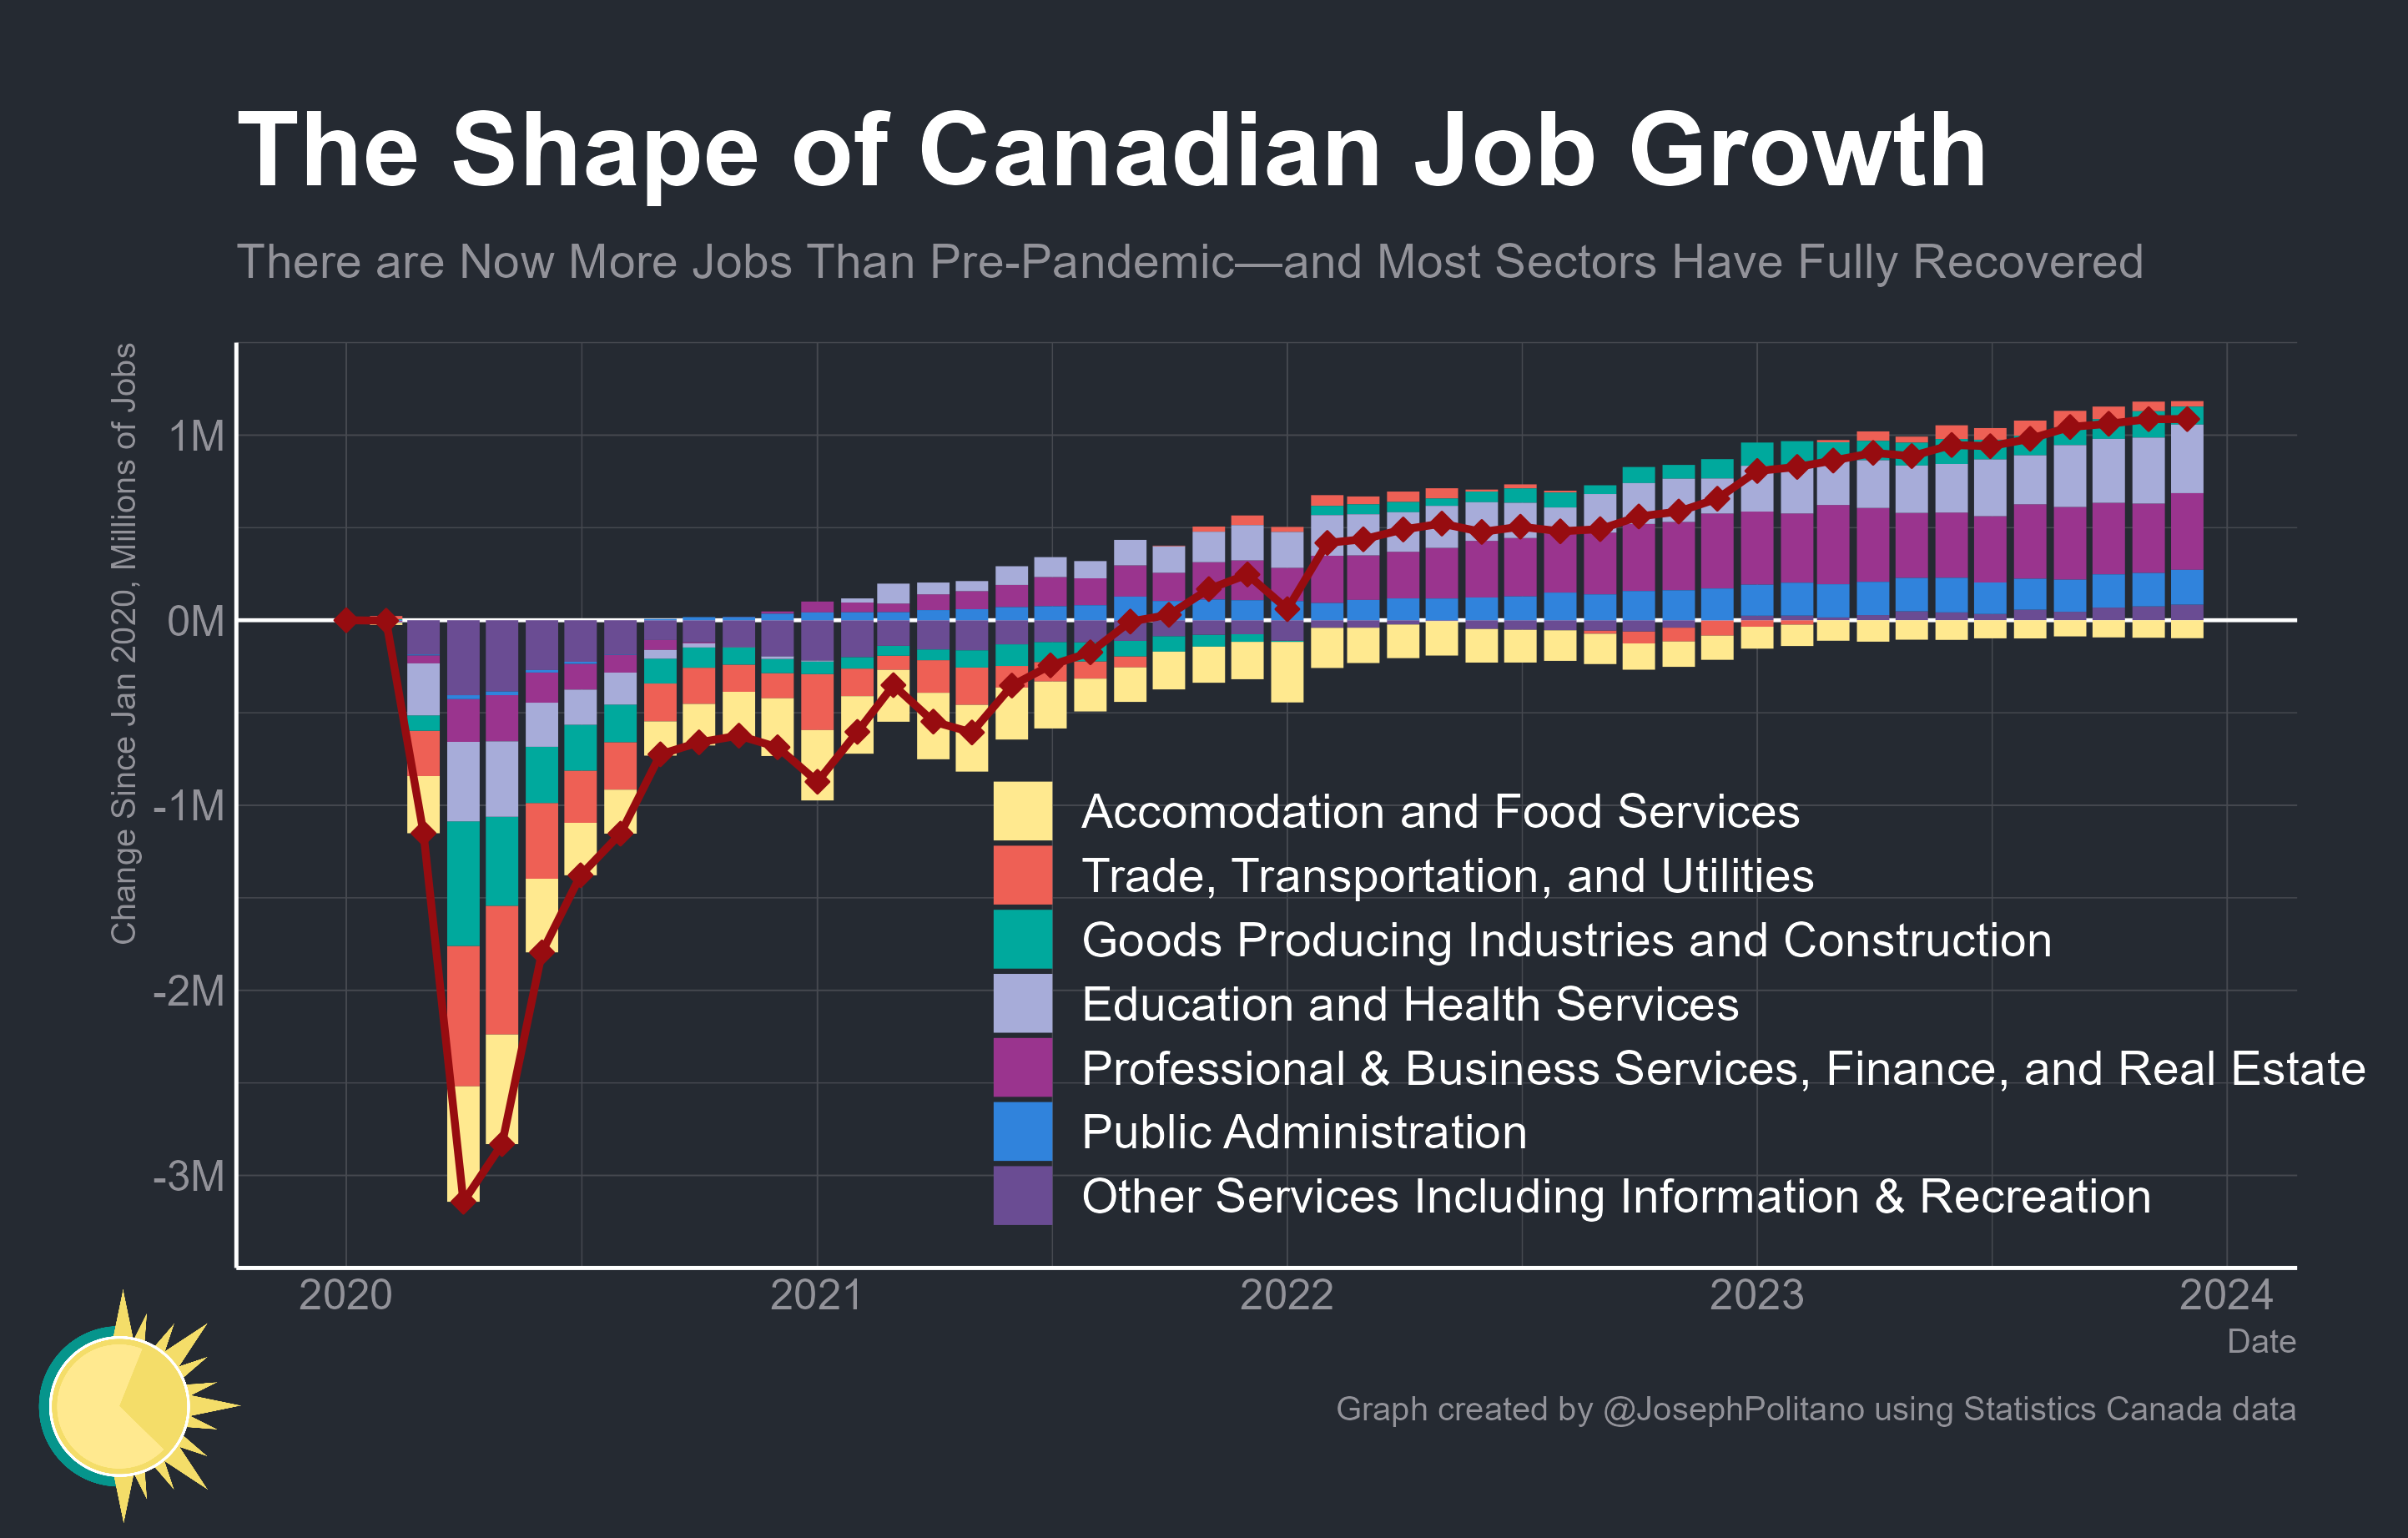 The Shape of Canadian Job Growth
There are Now More Jobs Than Pre-Pandemic—and Most Sectors Have Fully Recovered
Change Since Jan 2020, Millions of Jobs
1M
0M
-1M
-2M
-3M
Accomodation and Food Services
Trade, Transportation, and Utilities
Goods Producing Industries and Construction
Education and Health Services
Professional & Business Services, Finance, and Real Estate
Public Administration
Other Services Including Information & Recreation
2020 2021 2022 2023 2024
Date
Graph created by @JosephPolitano using Statistics Canada data